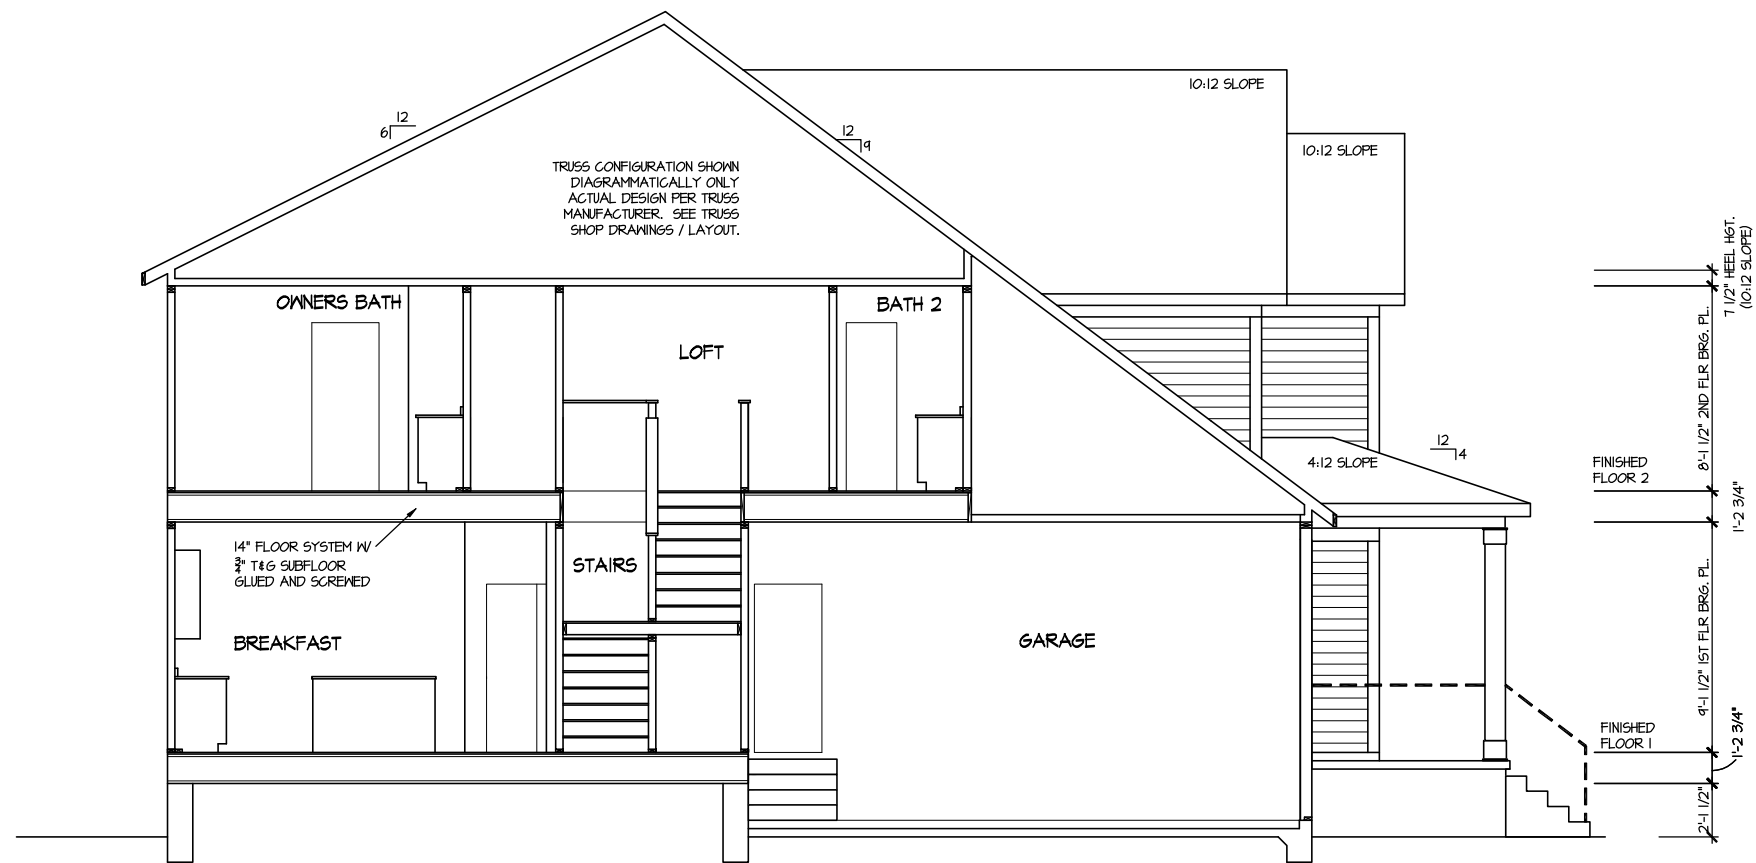 10:12 SLOPE
12
6
12
9
10:12 SLOPE
TRUSS CONFIGURATION SHOWN
DIAGRAMMATICALLY ONLY
ACTUAL DESIGN PER TRUSS
MANUFACTURER. SEE TRUSS
SHOP DRAWINGS / LAYOUT.
7 1/2" HEEL HGT.
(10:12 SLOPE)
OWNERS BATH
BATH 2
LOFT
8'-1 1/2" 2ND FLR BRG. PL.
12
4
4:12 SLOPE
FINISHED
FLOOR 2
1'-2 3/4"
14" FLOOR SYSTEM W/
3/4" T&G SUBFLOOR
GLUED AND SCREWED
STAIRS
BREAKFAST
GARAGE
9'-1 1/2" 1ST FLR BRG. PL.
FINISHED
FLOOR 1
1'-2 3/4"
2'-1 1/2"